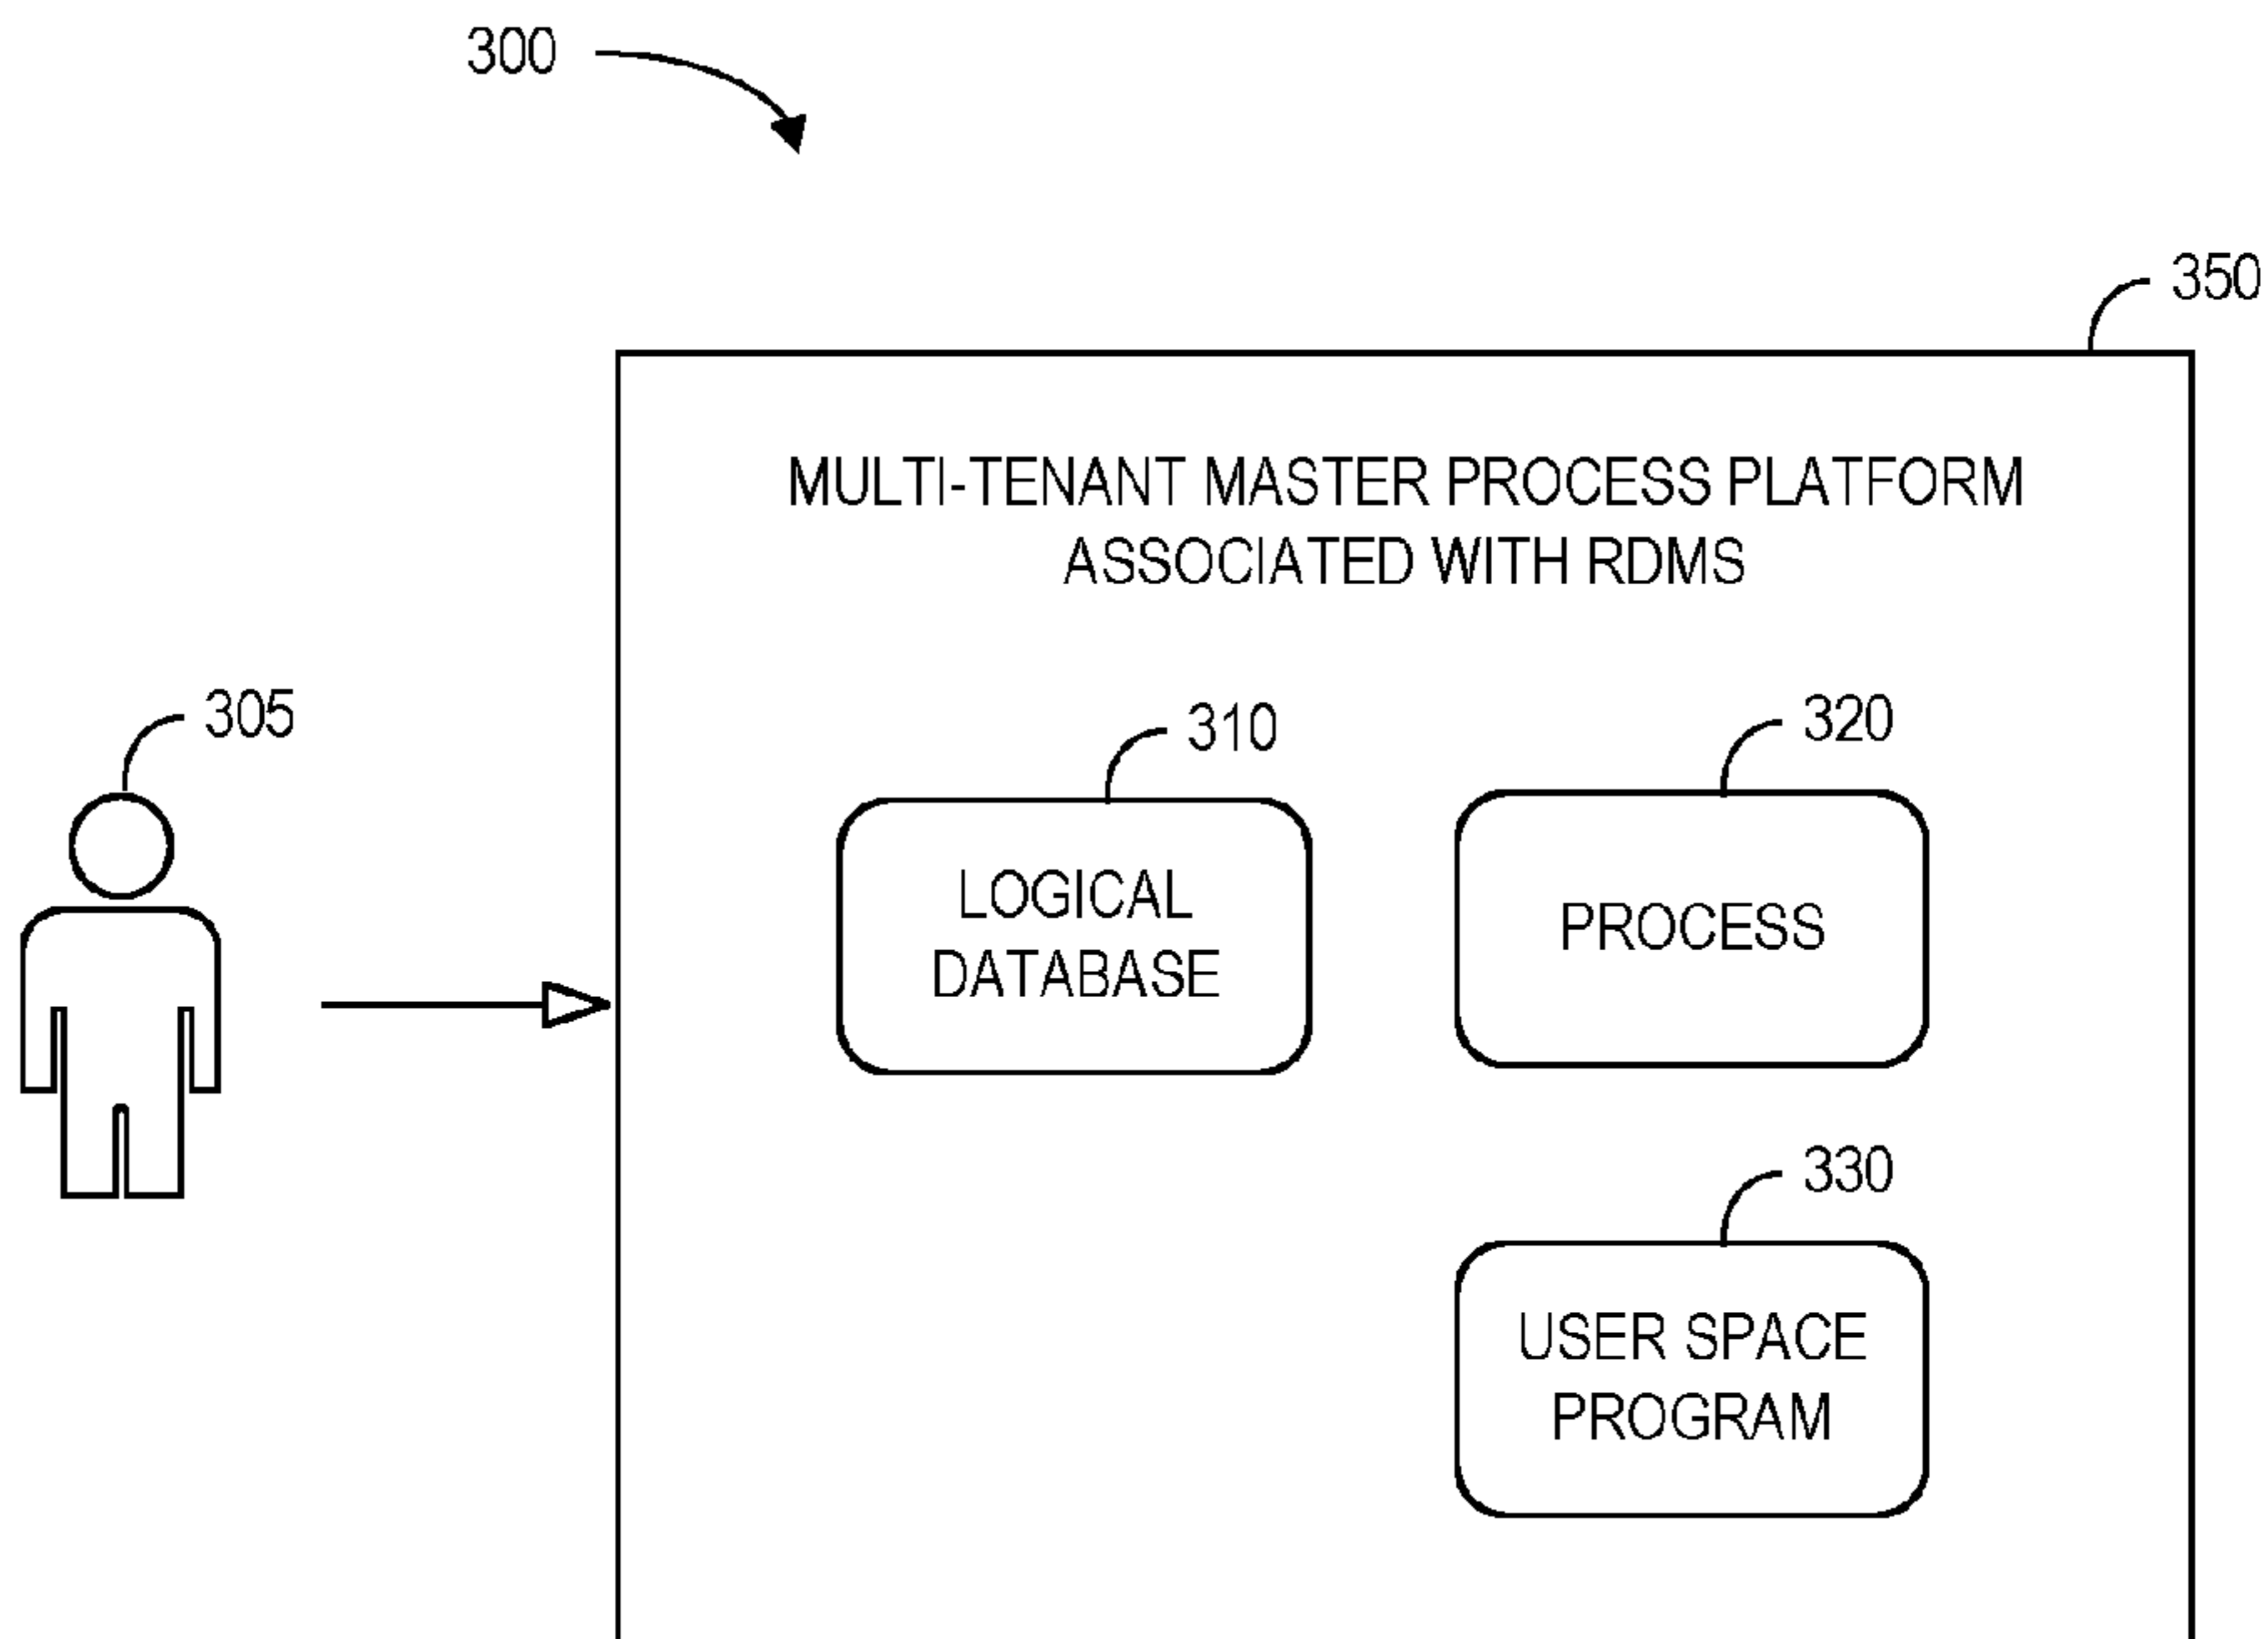 300
350
MULTI-TENANT MASTER PROCESS PLATFORM
ASSOCIATED WITH RDMS
305
310
320
LOGICAL
DATABASE
PROCESS
330
USER SPACE
PROGRAM